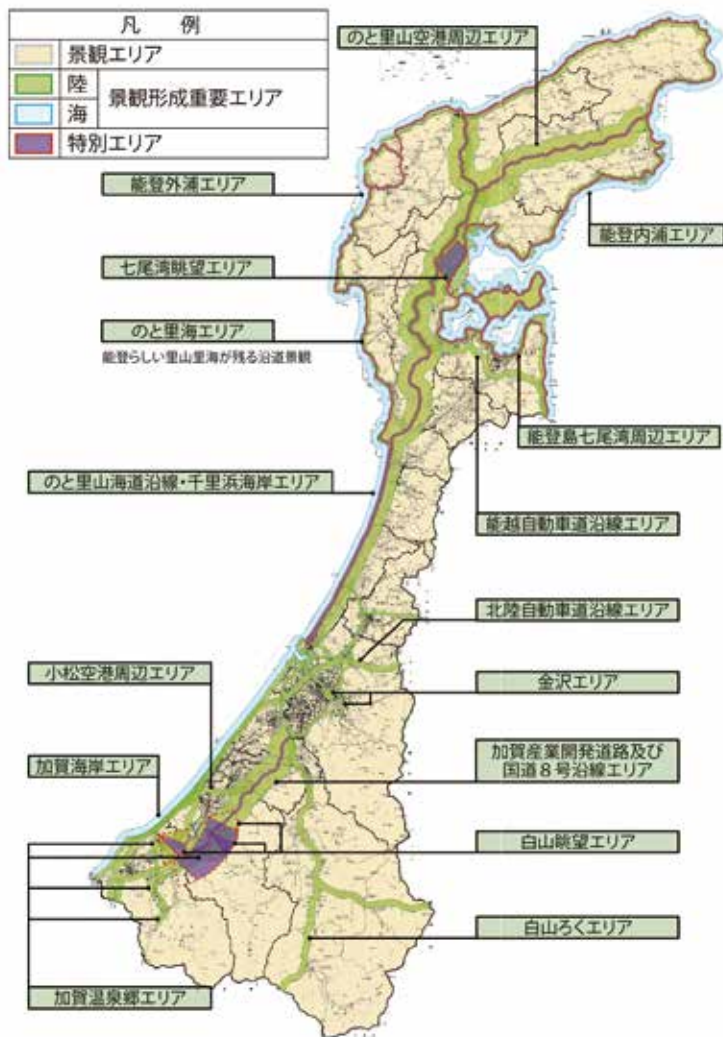 凡 例
景観エリア
陸
海
景観形成重要エリア
特別エリア
のと里山空港周辺エリア
能登外浦エリア
能登内浦エリア
七尾湾眺望エリア
のと里海エリア
能登らしい里山里海が残る沿道景観
能登島七尾湾周辺エリア
のと里山海道沿線・千里浜海岸エリア
能越自動車道沿線エリア
北陸自動車道沿線エリア
小松空港周辺エリア
金沢エリア
加賀海岸エリア
加賀産業開発道路及び
国道8号沿線エリア
白山眺望エリア
白山ろくエリア
加賀温泉郷エリア